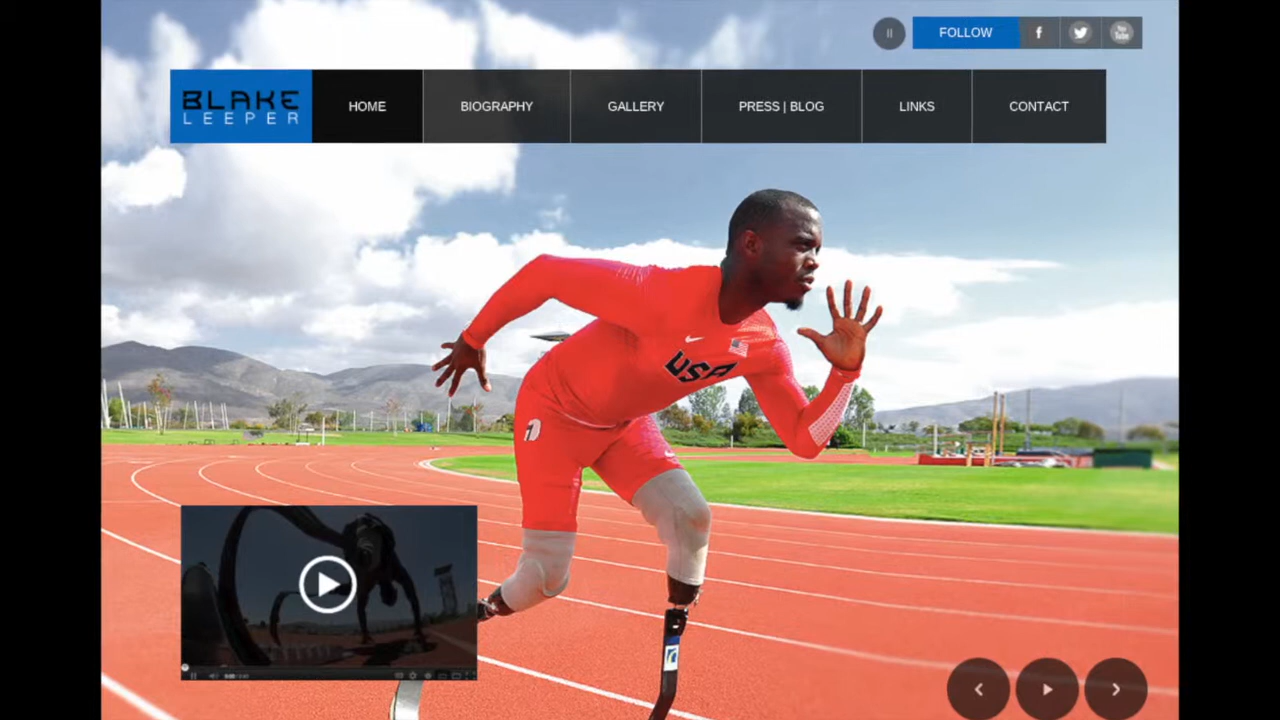 FOLLOW
BLAKE
LEEPER
HOME
BIOGRAPHY
GALLERY
PRESS | BLOG
LINKS
CONTACT
USA